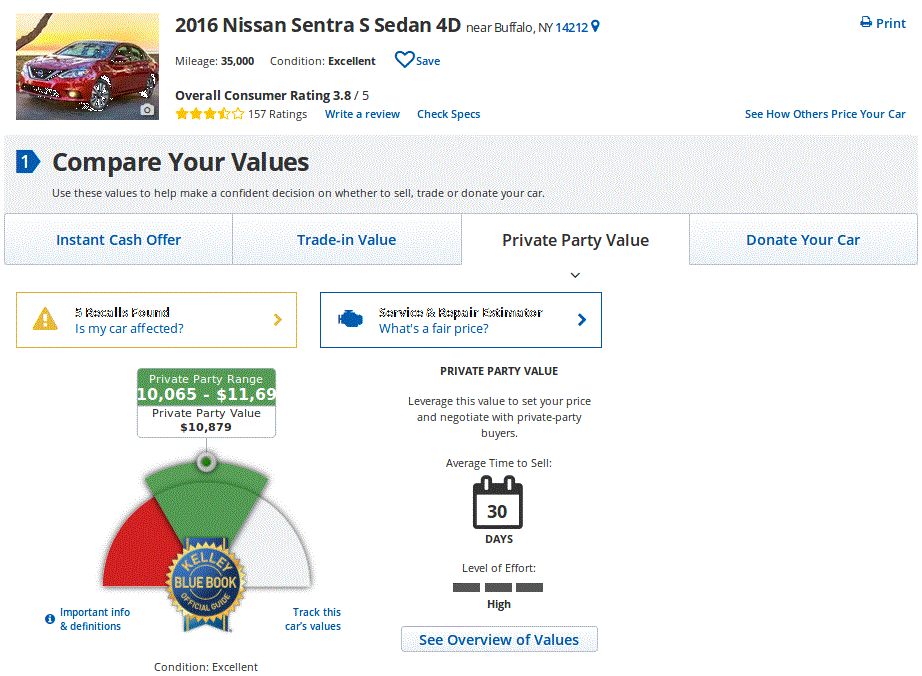 2016 Nissan Sentra S Sedan 4D near Buffalo, NY 14212
Print
Mileage: 35,000 Condition: Excellent Save
Overall Consumer Rating 3.8 / 5
157 Ratings Write a review Check Specs
See How Others Price Your Car
1 Compare Your Values
Use these values to help make a confident decision on whether to sell, trade or donate your car.
Instant Cash Offer
Trade-in Value
Private Party Value
Donate Your Car
5 Recalls Found
Is my car affected?
Service & Repair Estimator
What's a fair price?
Private Party Range
10,065 - $11,69
Private Party Value
$10,879
KELLEY
BLUE BOOK
OFFICIAL GUIDE
Important info
& definitions
Track this
car's values
Condition: Excellent
PRIVATE PARTY VALUE
Leverage this value to set your price
and negotiate with private-party
buyers.
Average Time to Sell:
30
DAYS
Level of Effort:
High
See Overview of Values